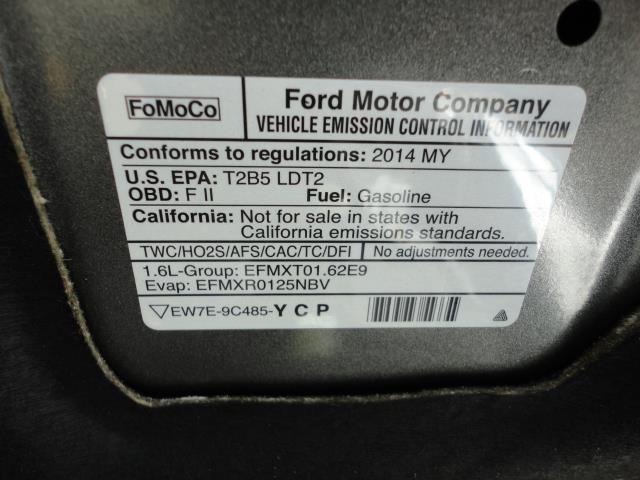 FoMoCo
Ford Motor Company
VEHICLE EMISSION CONTROL INFORMATION
Conforms to regulations: 2014 MY
U.S. EPA: T2B5 LDT2
OBD: F II Fuel: Gasoline
California: Not for sale in states with
California emissions standards.
TWC/HO2S/AFS/CAC/TC/DFI No adjustments needed.
1.6L-Group: EFMXT01.62E9
Evap: EFMXR0125NBV
EW7E-9C485-Y C P